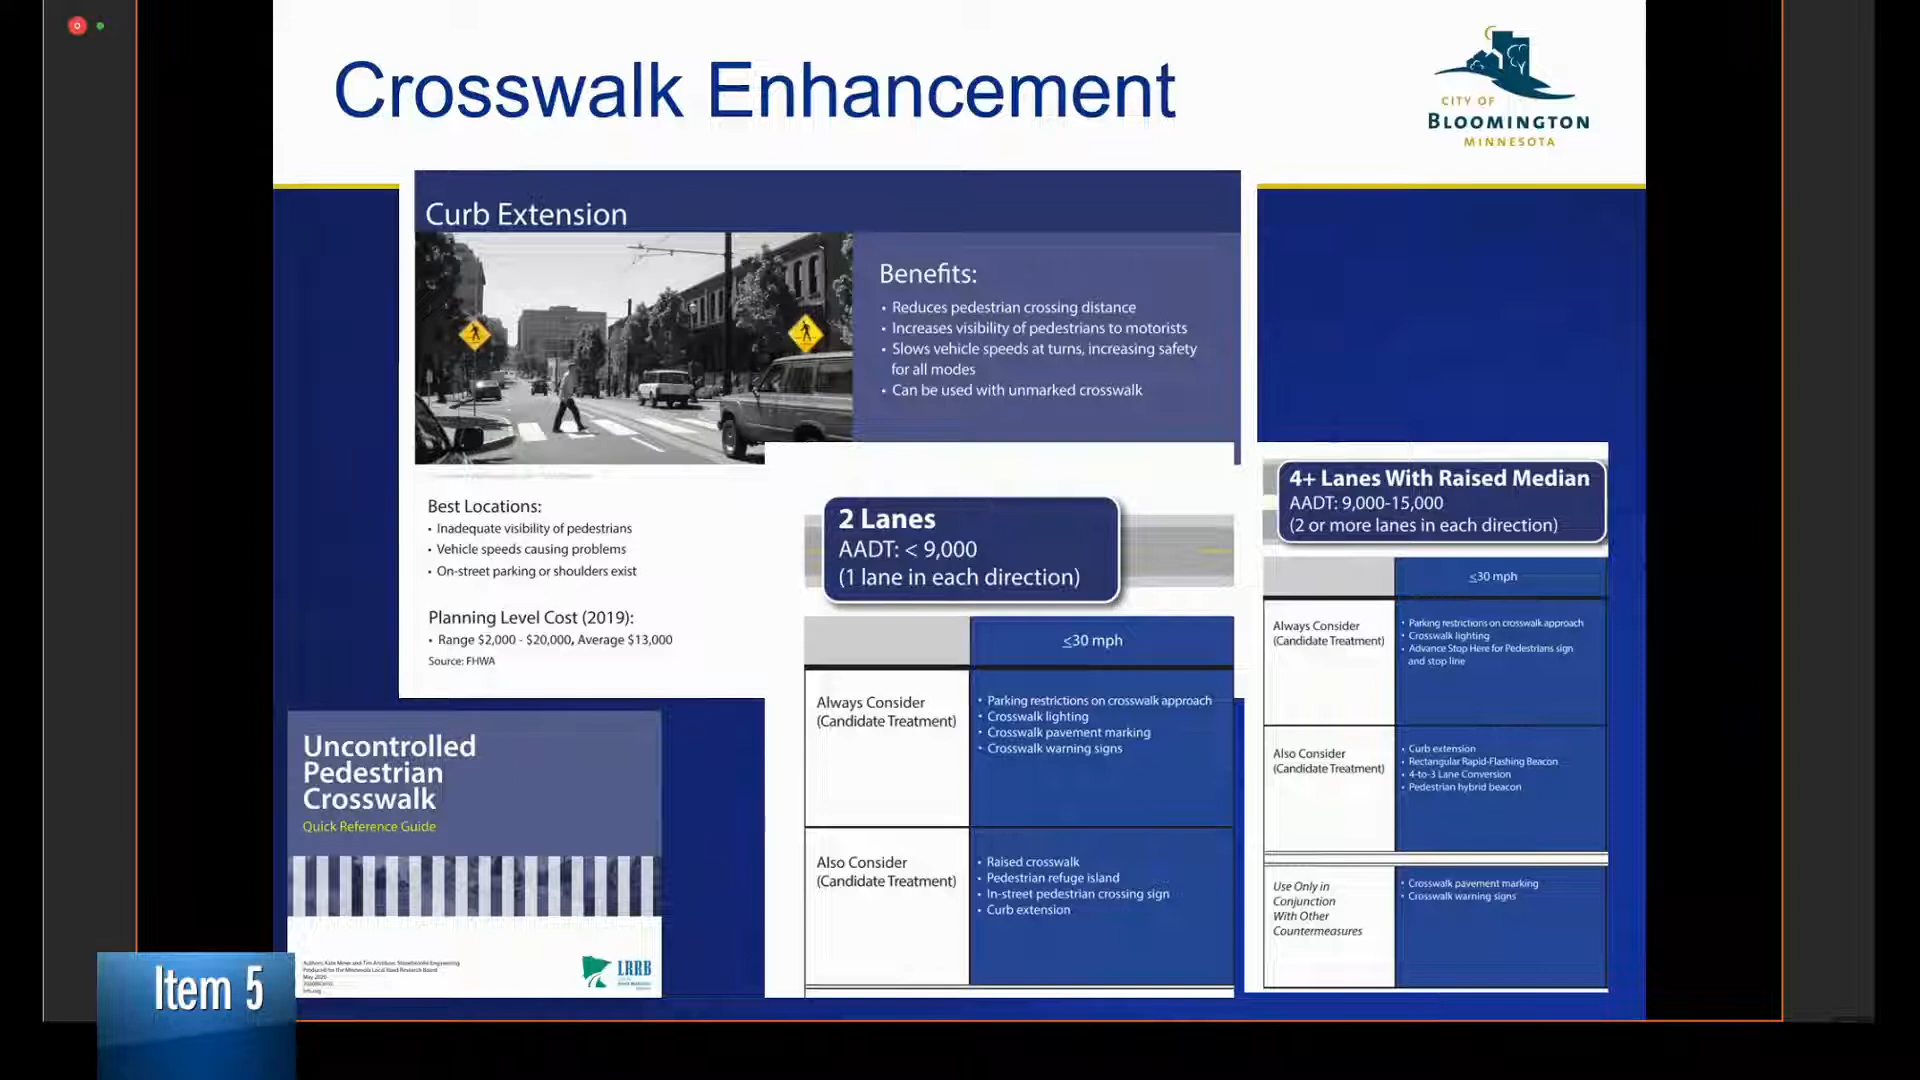 Crosswalk Enhancement
CITY OF
BLOOMINGTON
MINNESOTA
Curb Extension
Benefits:
• Reduces pedestrian crossing distance
• Increases visibility of pedestrians to motorists
• Slows vehicle speeds at turns, increasing safety
for all modes
• Can be used with unmarked crosswalk
Best Locations:
• Inadequate visibility of pedestrians
• Vehicle speeds causing problems
• On-street parking or shoulders exist
Planning Level Cost (2019):
• Range $2,000 - $20,000, Average $13,000
Source: FHWA
2 Lanes
AADT: < 9,000
(1 lane in each direction)
≤30 mph
Always Consider
(Candidate Treatment)
• Parking restrictions on crosswalk approach
• Crosswalk lighting
• Crosswalk pavement marking
• Crosswalk warning signs
Also Consider
(Candidate Treatment)
• Raised crosswalk
• Pedestrian refuge island
• In-street pedestrian crossing sign
• Curb extension
4+ Lanes With Raised Median
AADT: 9,000-15,000
(2 or more lanes in each direction)
≤30 mph
Always Consider
(Candidate Treatment)
• Parking restrictions on crosswalk approach
• Crosswalk lighting
• Advance Stop Here for Pedestrians sign
and stop line
Also Consider
(Candidate Treatment)
• Curb extension
• Rectangular Rapid-Flashing Beacon
• 4-to-3 Lane Conversion
• Pedestrian hybrid beacon
Use Only in
Conjunction
With Other
Countermeasures
• Crosswalk pavement marking
• Crosswalk warning signs
Uncontrolled
Pedestrian
Crosswalk
Quick Reference Guide
Produced for the Minnesota Local Road Research Board
LRRB
Item 5